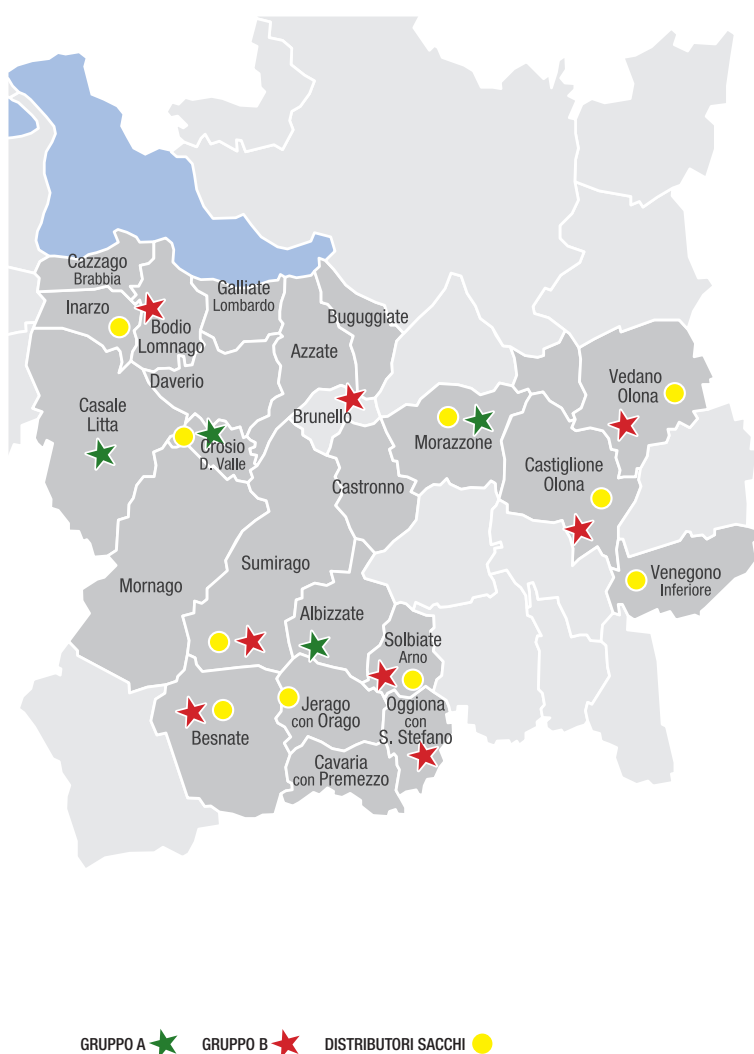 Cazzago
Brabbia
Galliate
Lombardo
Inarzo
Bodio
Lomnago
Buguggiate
Azzate
Daverio
Vedano
Olona
Casale
Litta
Brunello
Crosio
D. Valle
Morazzone
Castiglione
Olona
Castronno
Sumirago
Mornago
Venegono
Inferiore
Albizzate
Solbiate
Arno
Jerago
con Orago
Oggiona
con
S. Stefano
Besnate
Cavaria
con Premezzo
GRUPPO A GRUPPO B DISTRIBUTORI SACCHI